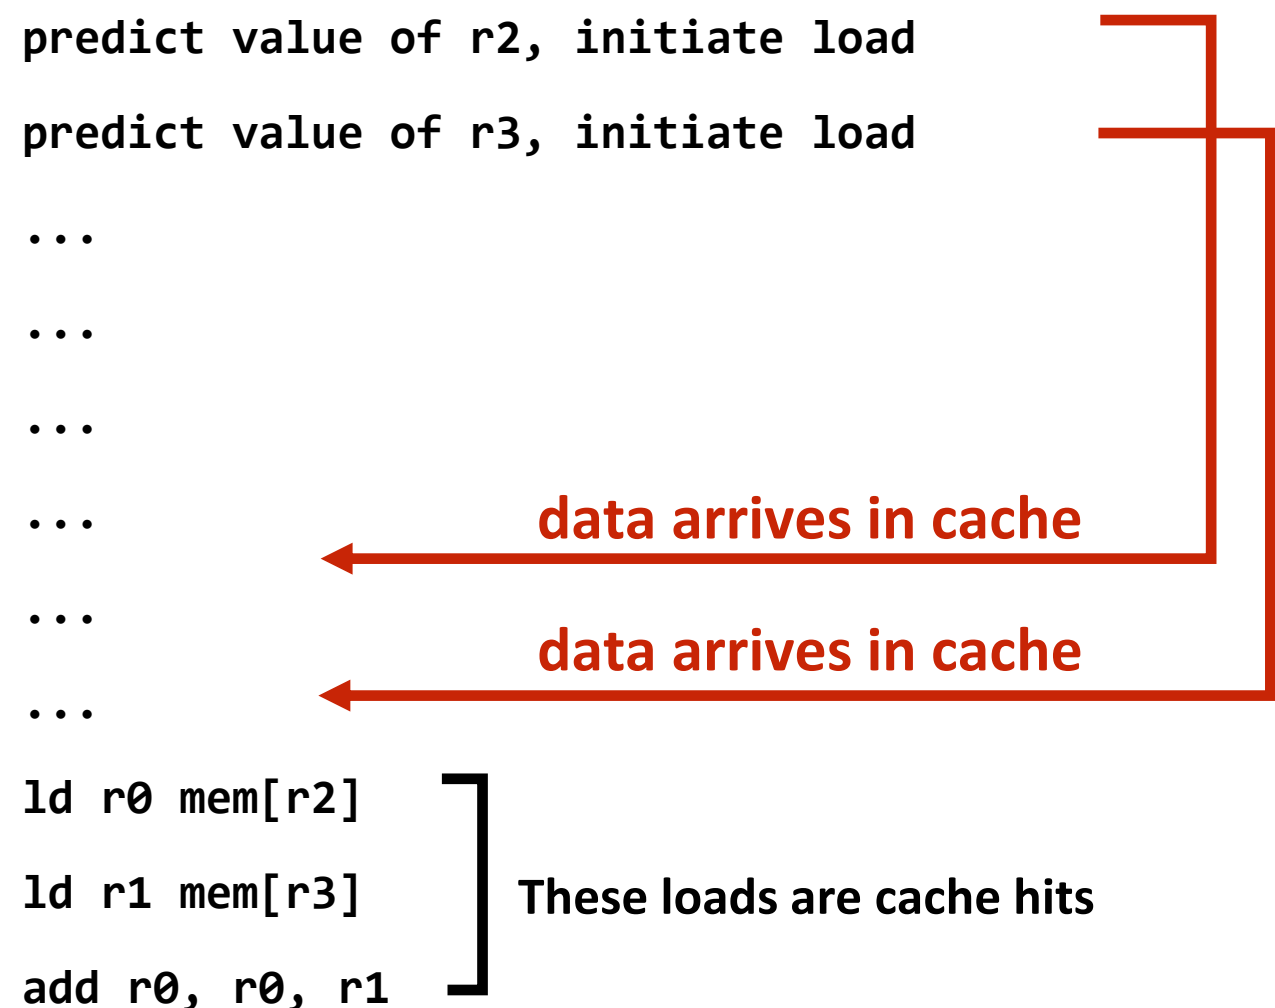 predict value of r2, initiate load
predict value of r3, initiate load
...
...
...
...
data arrives in cache
...
data arrives in cache
...
ld r0 mem[r2]
ld r1 mem[r3]
These loads are cache hits
add r0, r0, r1